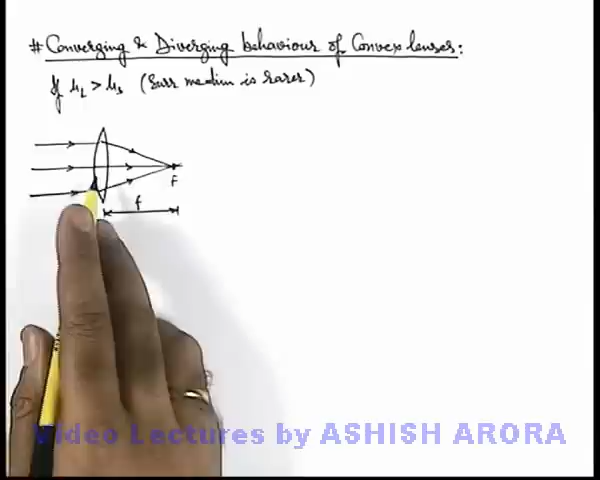 # Converging & Diverging behaviour of Convex lenses:
If μL > μs (Surr medium is rarer)
F
f
Video Lectures by ASHISH ARORA